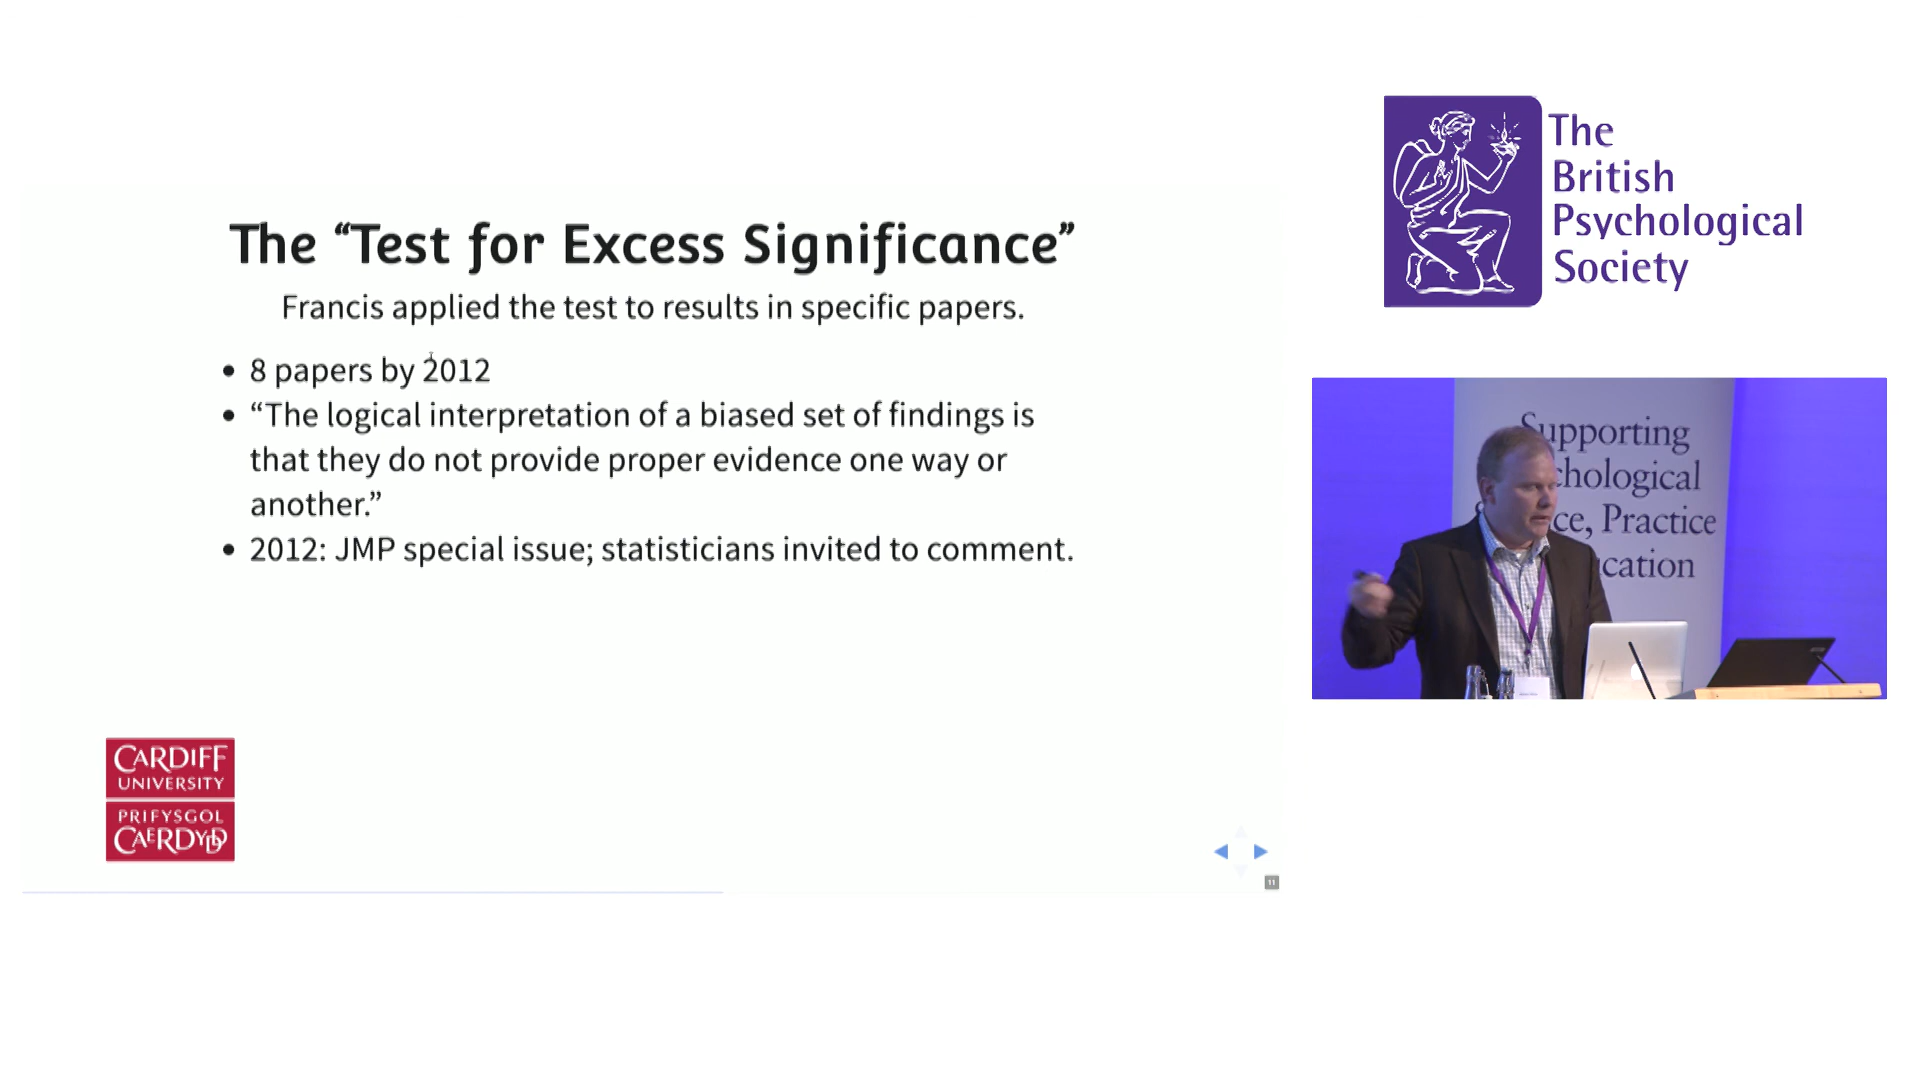 The “Test for Excess Significance”
Francis applied the test to results in specific papers.
• 8 papers by 2012
• “The logical interpretation of a biased set of findings is
that they do not provide proper evidence one way or
another.”
• 2012: JMP special issue; statisticians invited to comment.
CARDIFF
UNIVERSITY
PRIFYSGOL
CAERDYDD
11
The
British
Psychological
Society
Supporting
chological
ce, Practice
cation